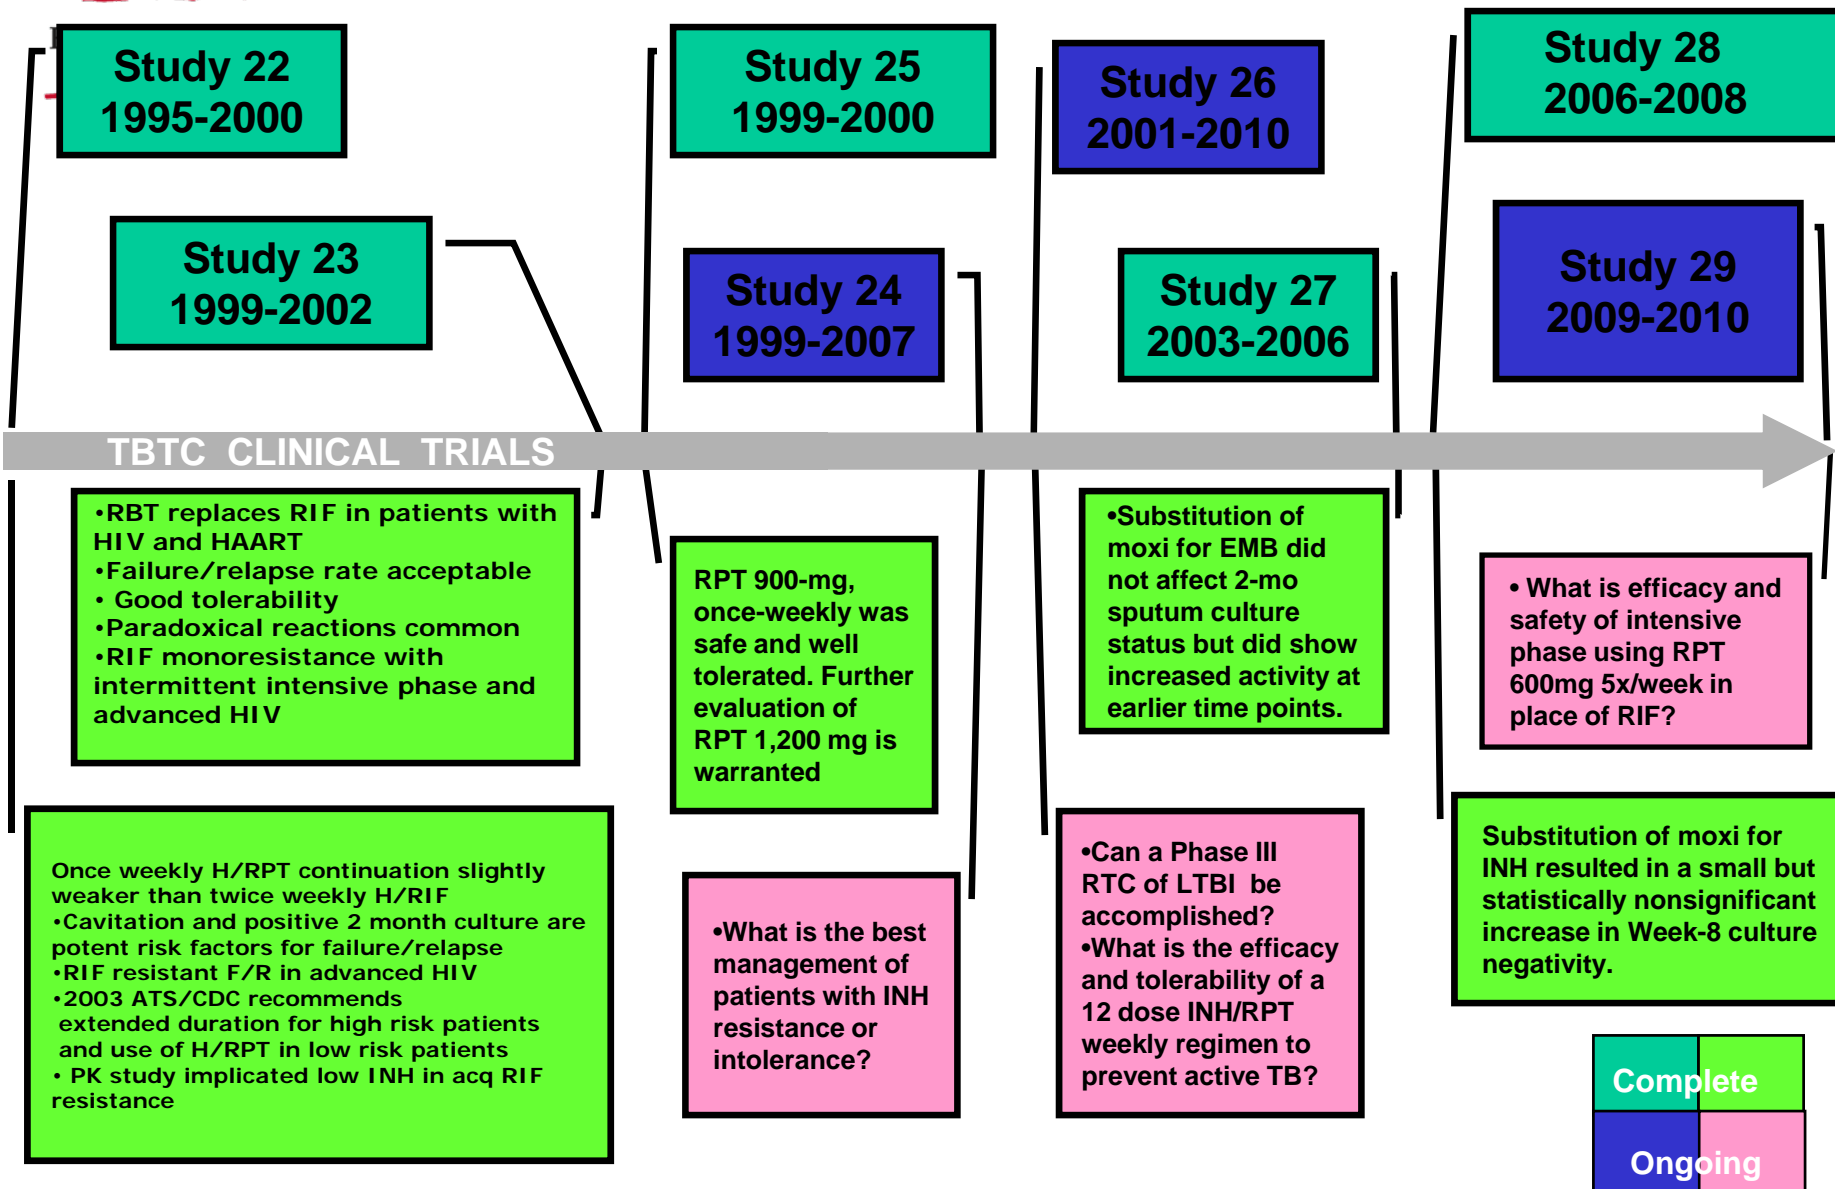 Study 22
1995-2000
Study 25
1999-2000
Study 26
2001-2010
Study 28
2006-2008
Study 23
1999-2002
Study 24
1999-2007
Study 27
2003-2006
Study 29
2009-2010
TBTC CLINICAL TRIALS
•RBT replaces RIF in patients with
HIV and HAART
•Failure/relapse rate acceptable
• Good tolerability
•Paradoxical reactions common
•RIF monoresistance with
intermittent intensive phase and
advanced HIV
RPT 900-mg,
once-weekly was
safe and well
tolerated. Further
evaluation of
RPT 1,200 mg is
warranted
•Substitution of
moxi for EMB did
not affect 2-mo
sputum culture
status but did show
increased activity at
earlier time points.
• What is efficacy and
safety of intensive
phase using RPT
600mg 5x/week in
place of RIF?
Once weekly H/RPT continuation slightly
weaker than twice weekly H/RIF
•Cavitation and positive 2 month culture are
potent risk factors for failure/relapse
•RIF resistant F/R in advanced HIV
•2003 ATS/CDC recommends
extended duration for high risk patients
and use of H/RPT in low risk patients
• PK study implicated low INH in acq RIF
resistance
•What is the best
management of
patients with INH
resistance or
intolerance?
•Can a Phase III
RTC of LTBI be
accomplished?
•What is the efficacy
and tolerability of a
12 dose INH/RPT
weekly regimen to
prevent active TB?
Substitution of moxi for
INH resulted in a small but
statistically nonsignificant
increase in Week-8 culture
negativity.
Complete
Ongoing